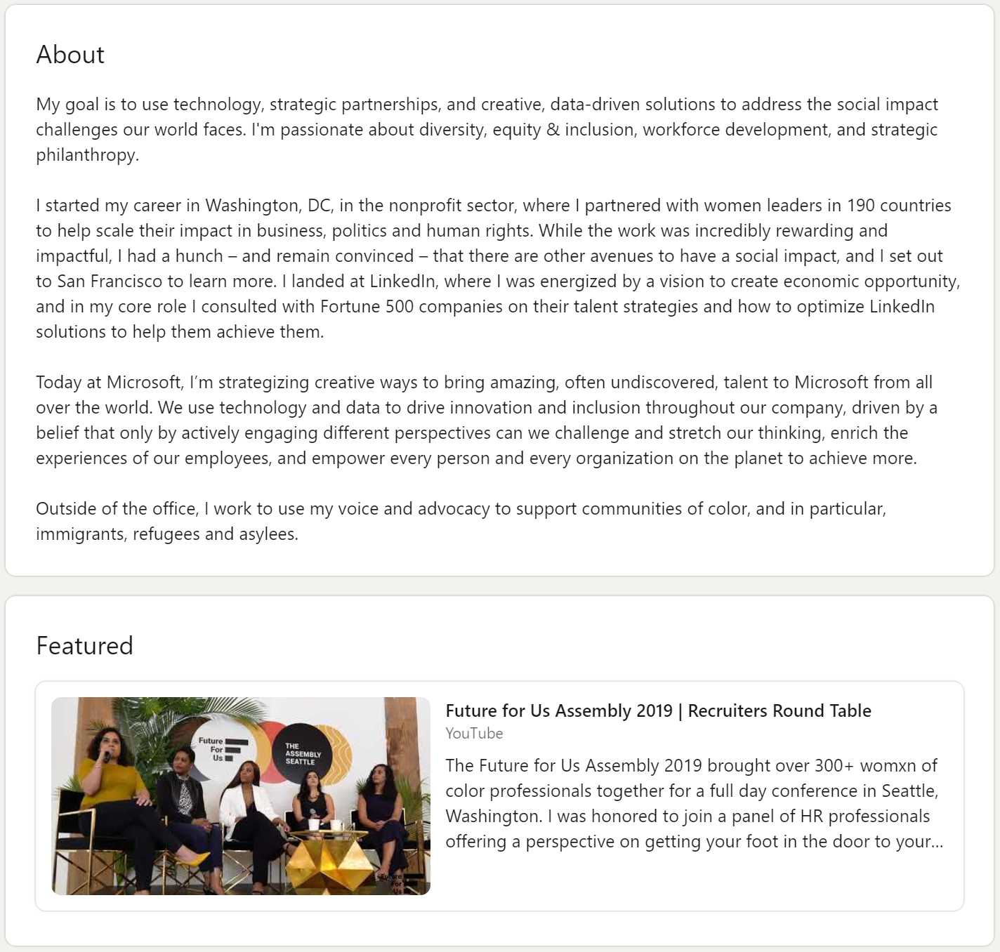 About
My goal is to use technology, strategic partnerships, and creative, data-driven solutions to address the social impact
challenges our world faces. I'm passionate about diversity, equity & inclusion, workforce development, and strategic
philanthropy.
I started my career in Washington, DC, in the nonprofit sector, where I partnered with women leaders in 190 countries
to help scale their impact in business, politics and human rights. While the work was incredibly rewarding and
impactful, I had a hunch – and remain convinced – that there are other avenues to have a social impact, and I set out
to San Francisco to learn more. I landed at LinkedIn, where I was energized by a vision to create economic opportunity,
and in my core role I consulted with Fortune 500 companies on their talent strategies and how to optimize LinkedIn
solutions to help them achieve them.
Today at Microsoft, I’m strategizing creative ways to bring amazing, often undiscovered, talent to Microsoft from all
over the world. We use technology and data to drive innovation and inclusion throughout our company, driven by a
belief that only by actively engaging different perspectives can we challenge and stretch our thinking, enrich the
experiences of our employees, and empower every person and every organization on the planet to achieve more.
Outside of the office, I work to use my voice and advocacy to support communities of color, and in particular,
immigrants, refugees and asylees.
Featured
Future
For
Us
THE
ASSEMBLY
SEATTLE
Future
For
Us
Future for Us Assembly 2019 | Recruiters Round Table
YouTube
The Future for Us Assembly 2019 brought over 300+ womxn of
color professionals together for a full day conference in Seattle,
Washington. I was honored to join a panel of HR professionals
offering a perspective on getting your foot in the door to your...